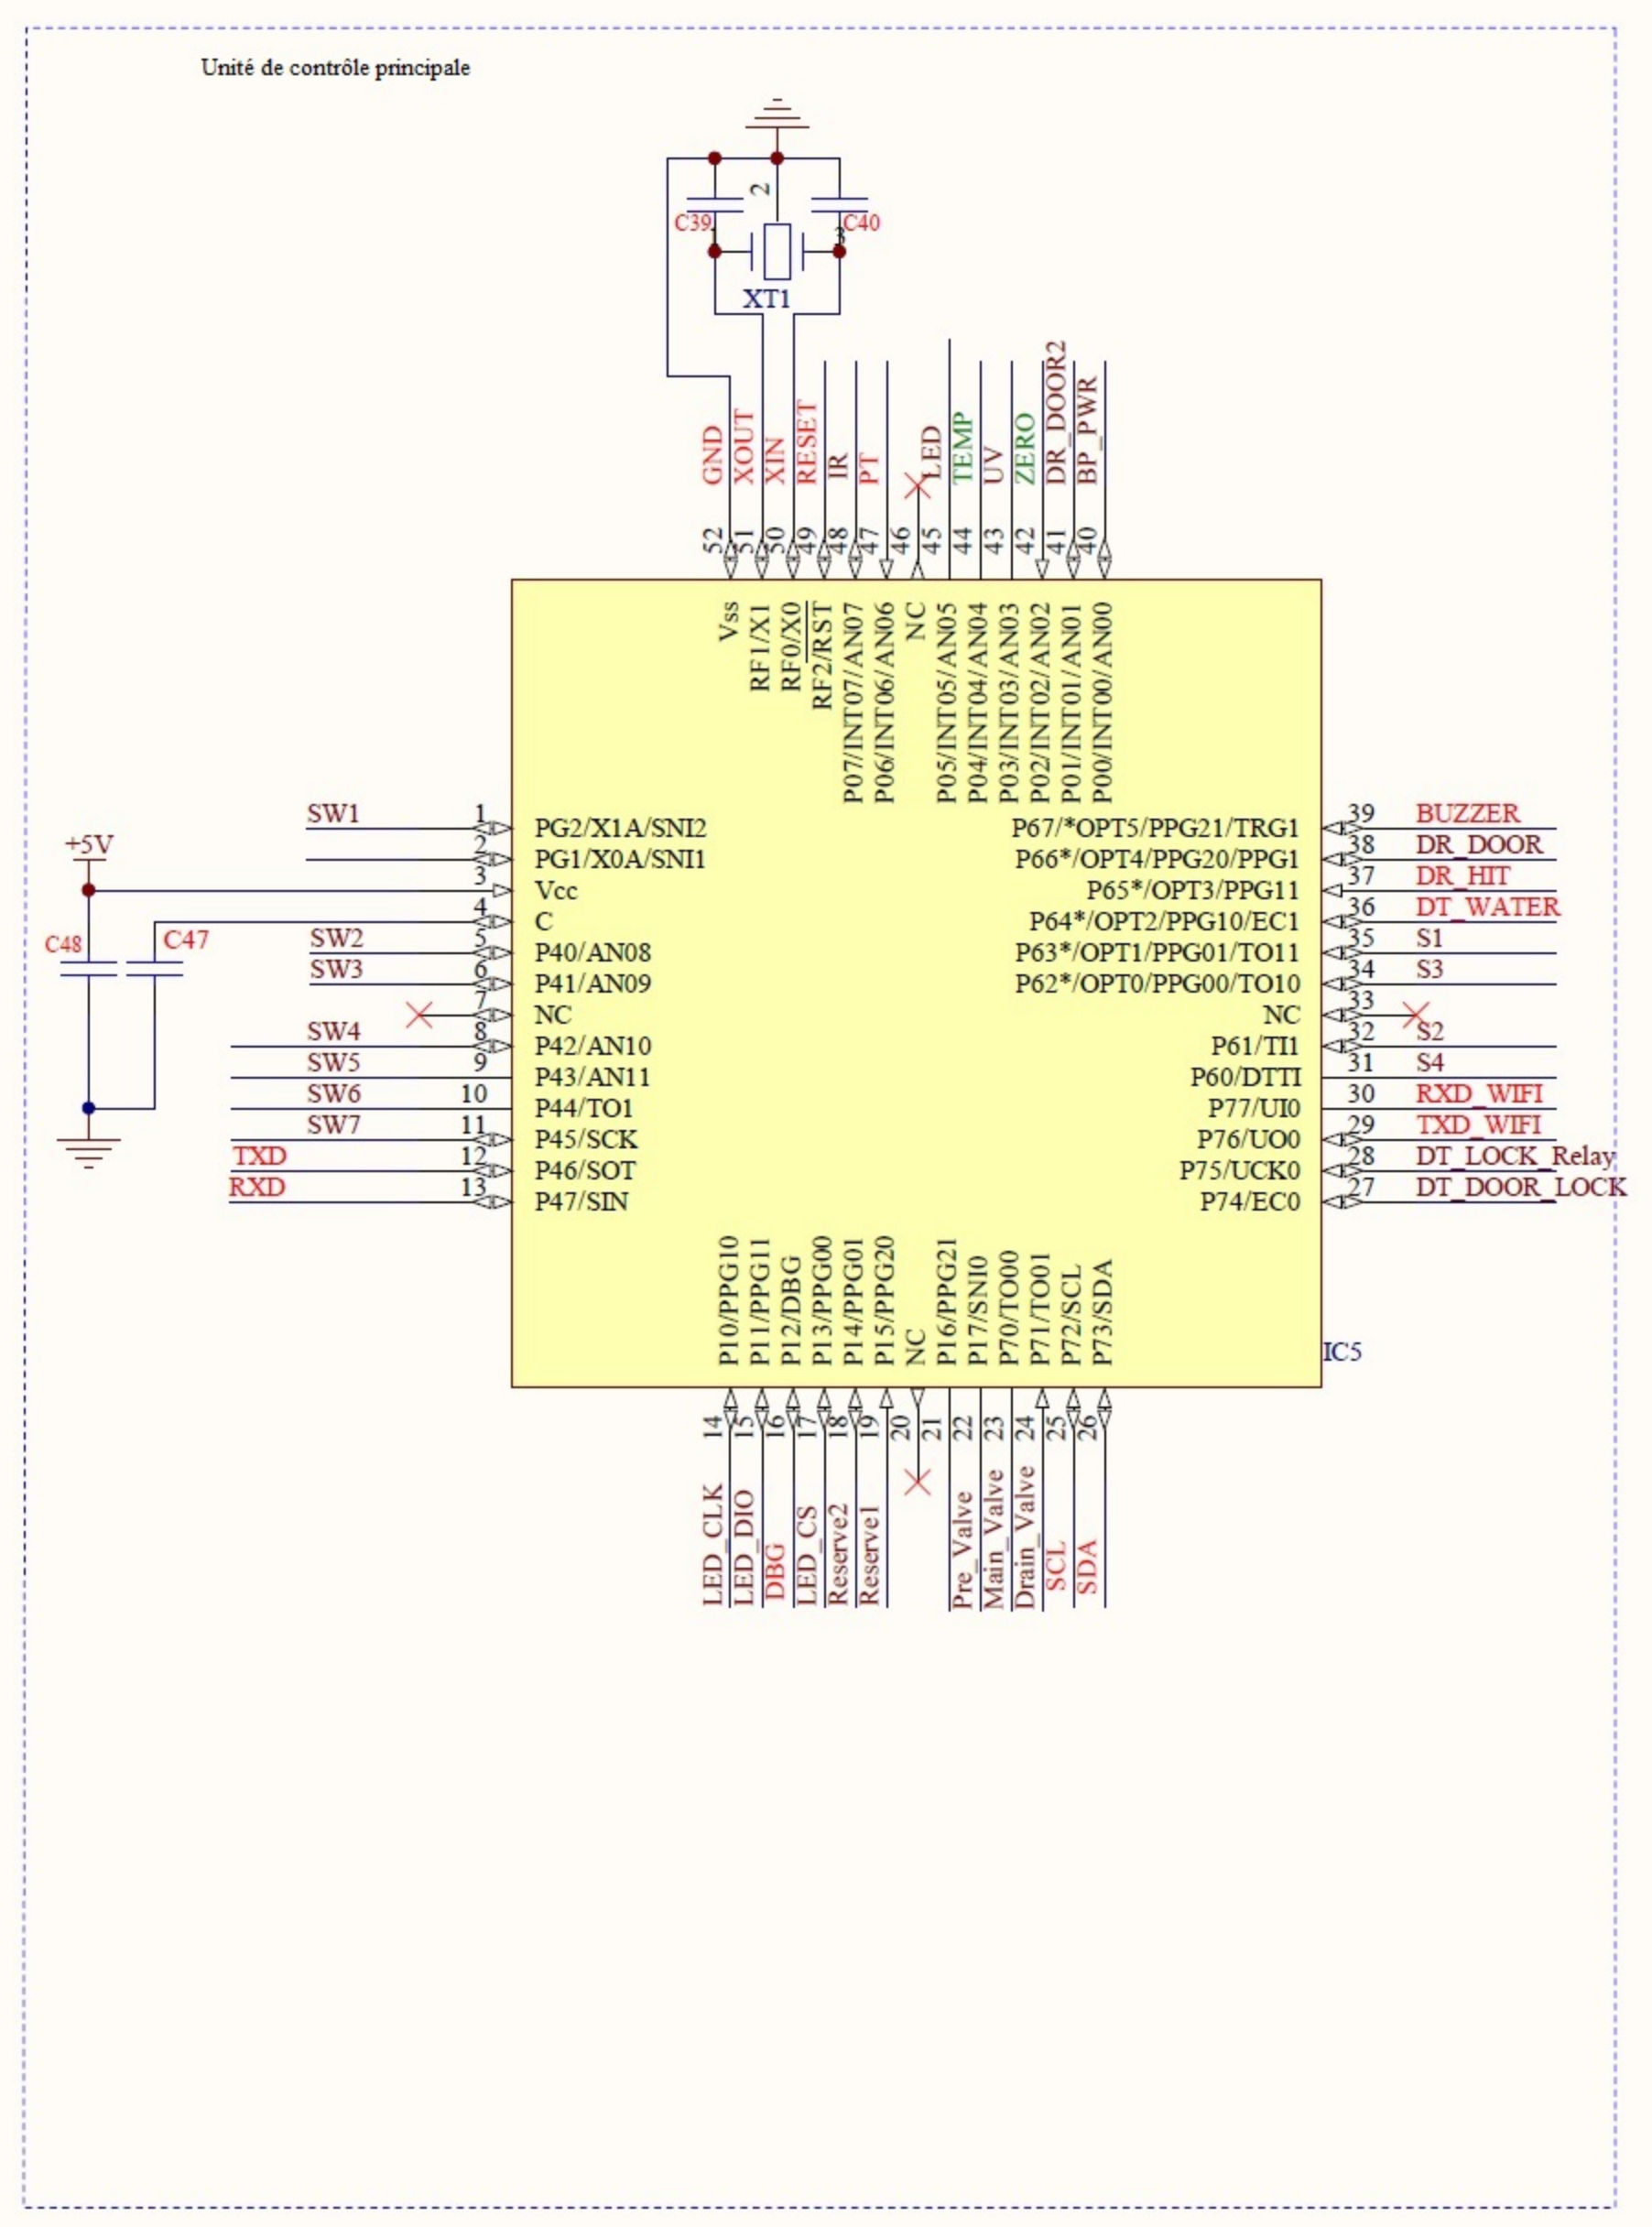 Unité de contrôle principale
2
C39
C40
1
3
XT1
GND
XOUT
XIN
RESET
IR
PT
LED
TEMP
UV
ZERO
DR_DOOR2
BP_PWR
52
51
50
49
48
47
46
45
44
43
42
41
40
Vss
RF1/X1
RF0/X0
RF2/RST
P07/INT07/AN07
P06/INT06/AN06
NC
P05/INT05/AN05
P04/INT04/AN04
P03/INT03/AN03
P02/INT02/AN02
P01/INT01/AN01
P00/INT00/AN00
SW1 1 PG2/X1A/SNI2
2 PG1/X0A/SNI1
+5V
3 Vcc
4 C
C48
C47
SW2 5 P40/AN08
SW3 6 P41/AN09
7 NC
SW4 8 P42/AN10
SW5 9 P43/AN11
SW6 10 P44/TO1
SW7 11 P45/SCK
TXD 12 P46/SOT
RXD 13 P47/SIN
P67/*OPT5/PPG21/TRG1 39 BUZZER
P66*/OPT4/PPG20/PPG1 38 DR_DOOR
P65*/OPT3/PPG11 37 DR_HIT
P64*/OPT2/PPG10/EC1 36 DT_WATER
P63*/OPT1/PPG01/TO11 35 S1
P62*/OPT0/PPG00/TO10 34 S3
NC 33
P61/TI1 32 S2
P60/DTTI 31 S4
P77/UI0 30 RXD_WIFI
P76/UO0 29 TXD_WIFI
P75/UCK0 28 DT_LOCK_Relay
P74/EC0 27 DT_DOOR_LOCK
P10/PPG10
P11/PPG11
P12/DBG
P13/PPG00
P14/PPG01
P15/PPG20
NC
P16/PPG21
P17/SNI0
P70/TO00
P71/TO01
P72/SCL
P73/SDA
IC5
14
15
16
17
18
19
20
21
22
23
24
25
26
LED_CLK
LED_DIO
DBG
LED_CS
Reserve2
Reserve1
Pre_Valve
Main_Valve
Drain_Valve
SCL
SDA